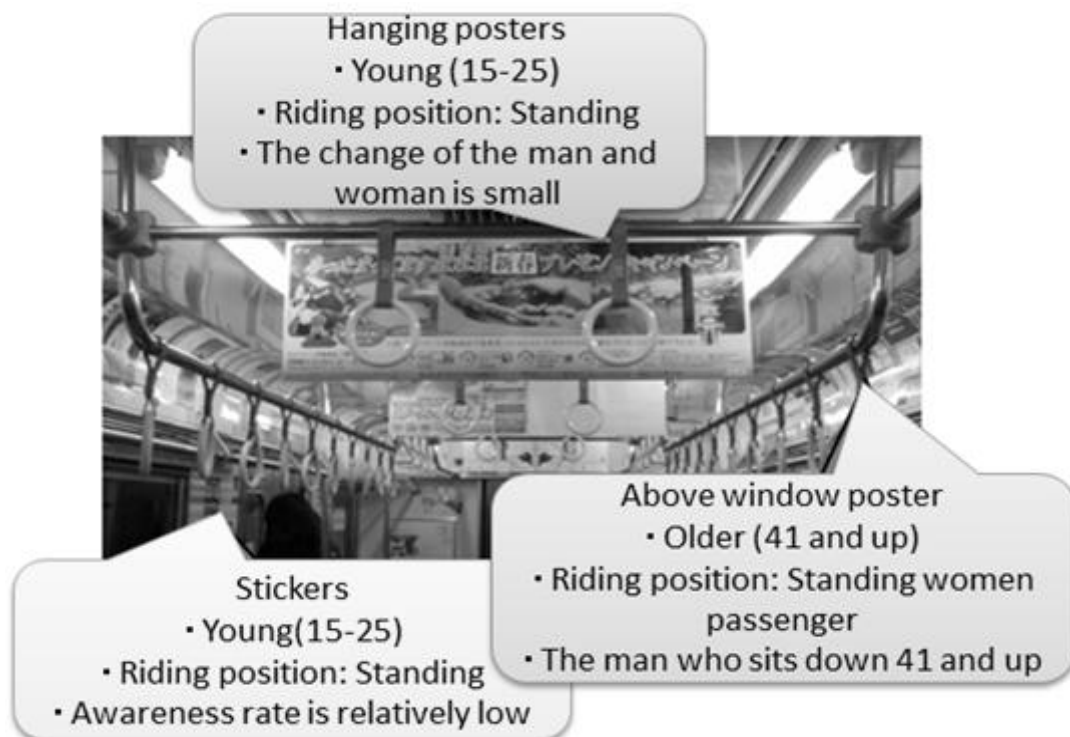 Hanging posters
・Young (15-25)
・Riding position: Standing
・The change of the man and
woman is small
Above window poster
・Older (41 and up)
・Riding position: Standing women
passenger
・The man who sits down 41 and up
Stickers
・Young(15-25)
・Riding position: Standing
・Awareness rate is relatively low